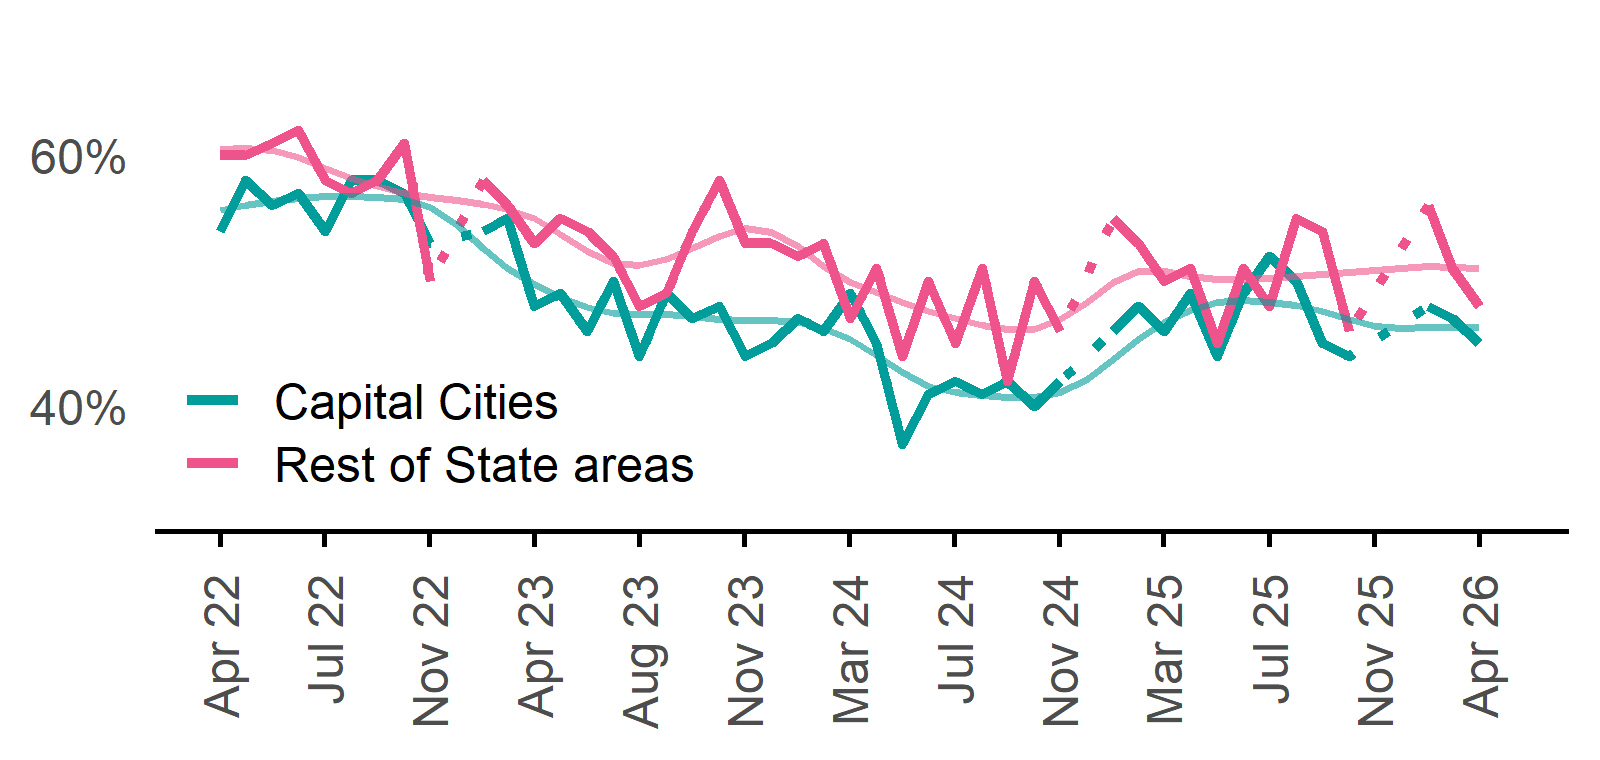 60%
40%
Capital Cities
Rest of State areas
Apr 22
Jul 22
Nov 22
Apr 23
Aug 23
Nov 23
Mar 24
Jul 24
Nov 24
Mar 25
Jul 25
Nov 25
Apr 26